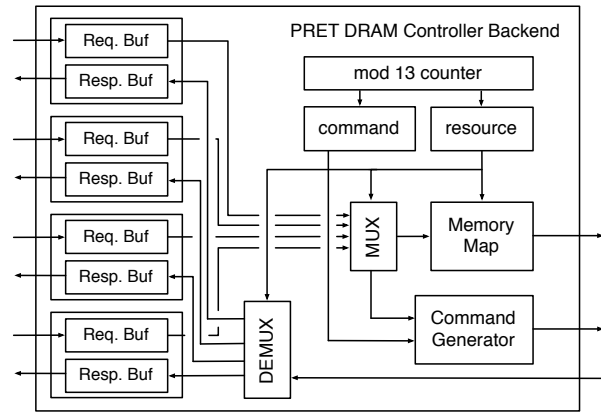 PRET DRAM Controller Backend
Req. Buf
Resp. Buf
mod 13 counter
command
resource
Req. Buf
Resp. Buf
Req. Buf
Resp. Buf
MUX
Memory
Map
Req. Buf
Resp. Buf
DEMUX
Command
Generator